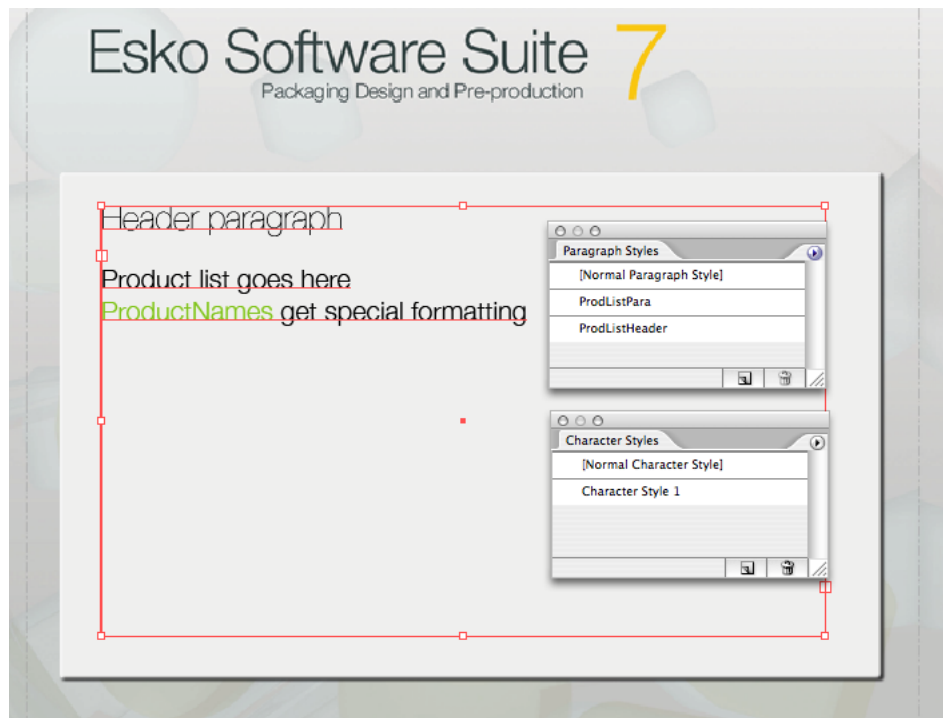 Esko Software Suite 7
Packaging Design and Pre-production
Header paragraph
Product list goes here
ProductNames get special formatting
Paragraph Styles
[Normal Paragraph Style]
ProdListPara
ProdListHeader
Character Styles
[Normal Character Style]
Character Style 1